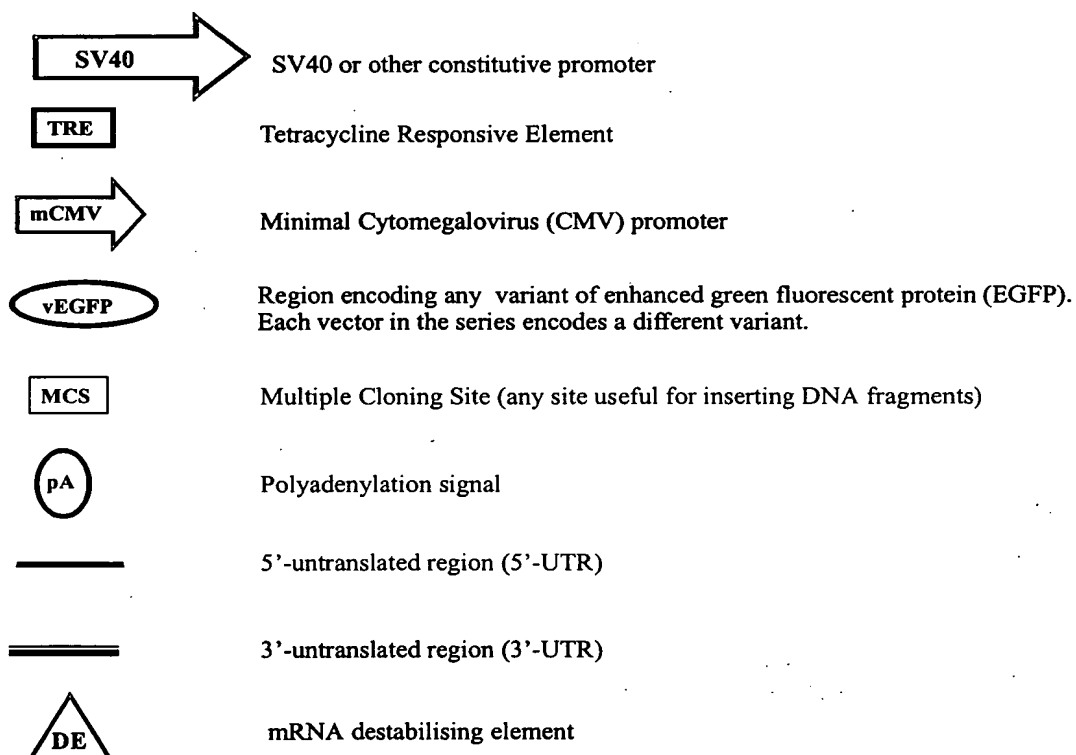 SV40 SV40 or other constitutive promoter
TRE Tetracycline Responsive Element
mCMV Minimal Cytomegalovirus (CMV) promoter
vEGFP Region encoding any variant of enhanced green fluorescent protein (EGFP).
Each vector in the series encodes a different variant.
MCS Multiple Cloning Site (any site useful for inserting DNA fragments)
pA Polyadenylation signal
5'-untranslated region (5'-UTR)
3'-untranslated region (3'-UTR)
DE mRNA destabilising element